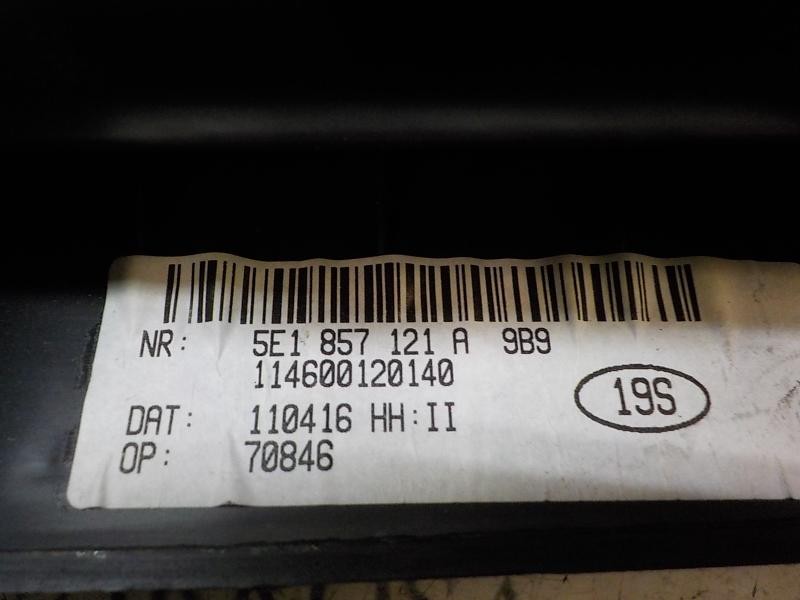 NR: 5E1 857 121 A 9B9
114600120140
19S
DAT: 110416 HH:II
OP: 70846